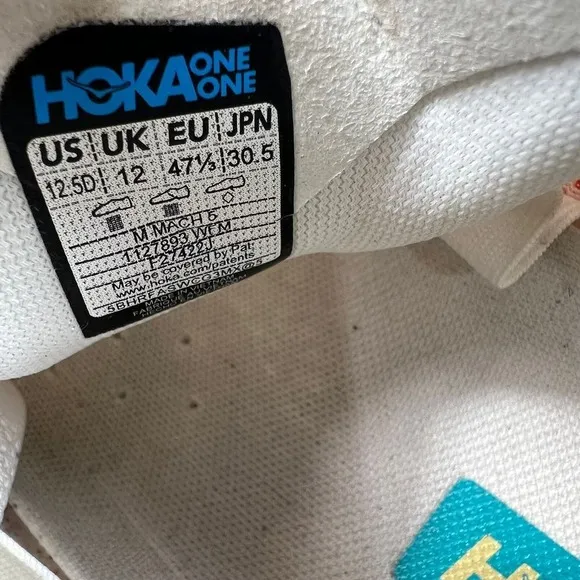 HOKA ONE ONE
US UK EU JPN
12.5D 12 47⅓ 30.5
M MACH 5
1127893 WFM
F27422J
May be covered by Pat.
www.hoka.com/patents
H